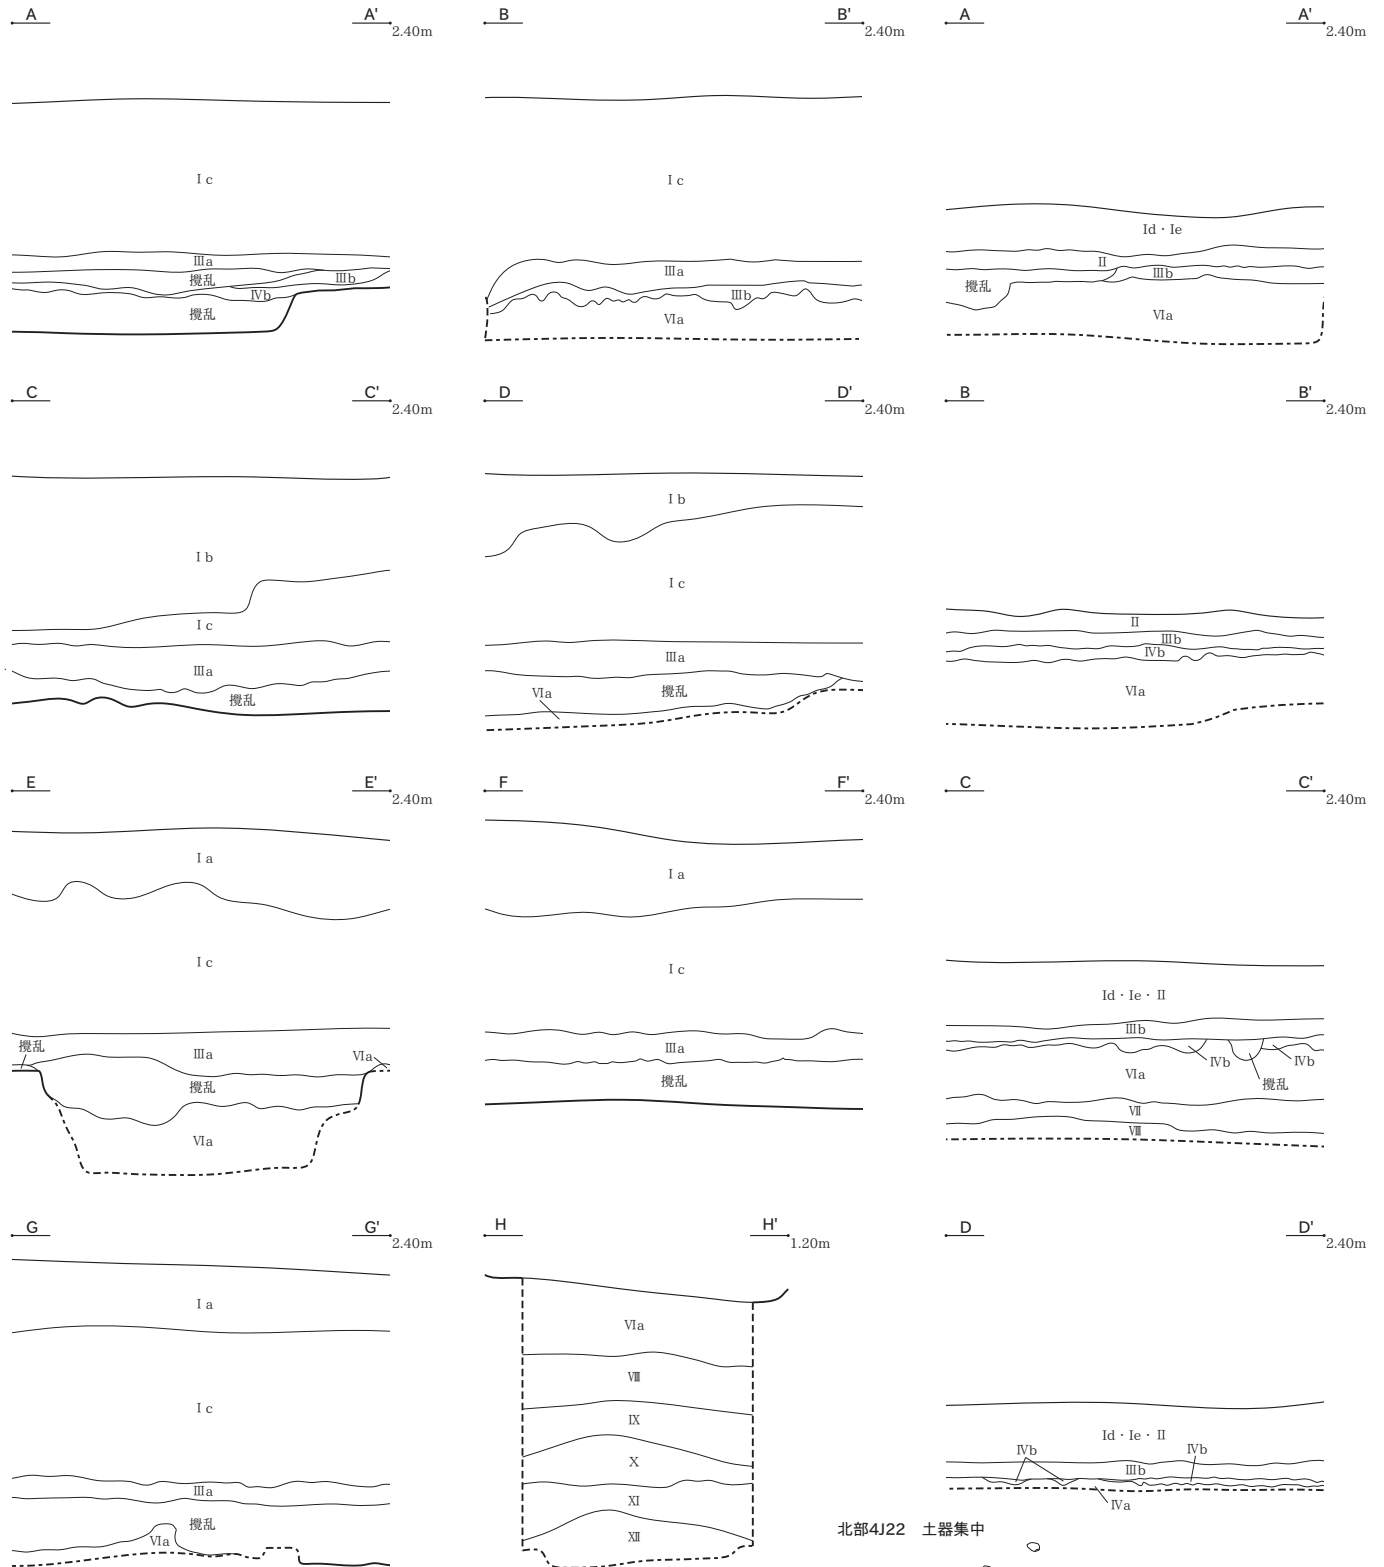 A A' 2.40m
Ⅰc
Ⅲa
攪乱
Ⅲb
Ⅳb
攪乱
B B' 2.40m
Ⅰc
Ⅲa
Ⅲb
Ⅵa
A A' 2.40m
Ⅰd・Ⅰe
Ⅱ
Ⅲb
攪乱
Ⅵa
C C' 2.40m
Ⅰb
Ⅰc
Ⅲa
攪乱
D D' 2.40m
Ⅰb
Ⅰc
Ⅲa
Ⅵa
攪乱
B B' 2.40m
Ⅱ
Ⅲb
Ⅳb
Ⅵa
E E' 2.40m
Ⅰa
Ⅰc
攪乱
Ⅲa
Ⅵa
攪乱
Ⅵa
F F' 2.40m
Ⅰa
Ⅰc
Ⅲa
攪乱
C C' 2.40m
Ⅰd・Ⅰe・Ⅱ
Ⅲb
Ⅳb
Ⅳb
Ⅵa
攪乱
Ⅶ
Ⅷ
G G' 2.40m
Ⅰa
Ⅰc
Ⅲa
攪乱
Ⅵa
H H' 1.20m
Ⅵa
Ⅷ
Ⅸ
Ⅹ
Ⅺ
Ⅻ
D D' 2.40m
Ⅰd・Ⅰe・Ⅱ
Ⅳb
Ⅳb
Ⅲb
Ⅳa
北部4J22 土器集中